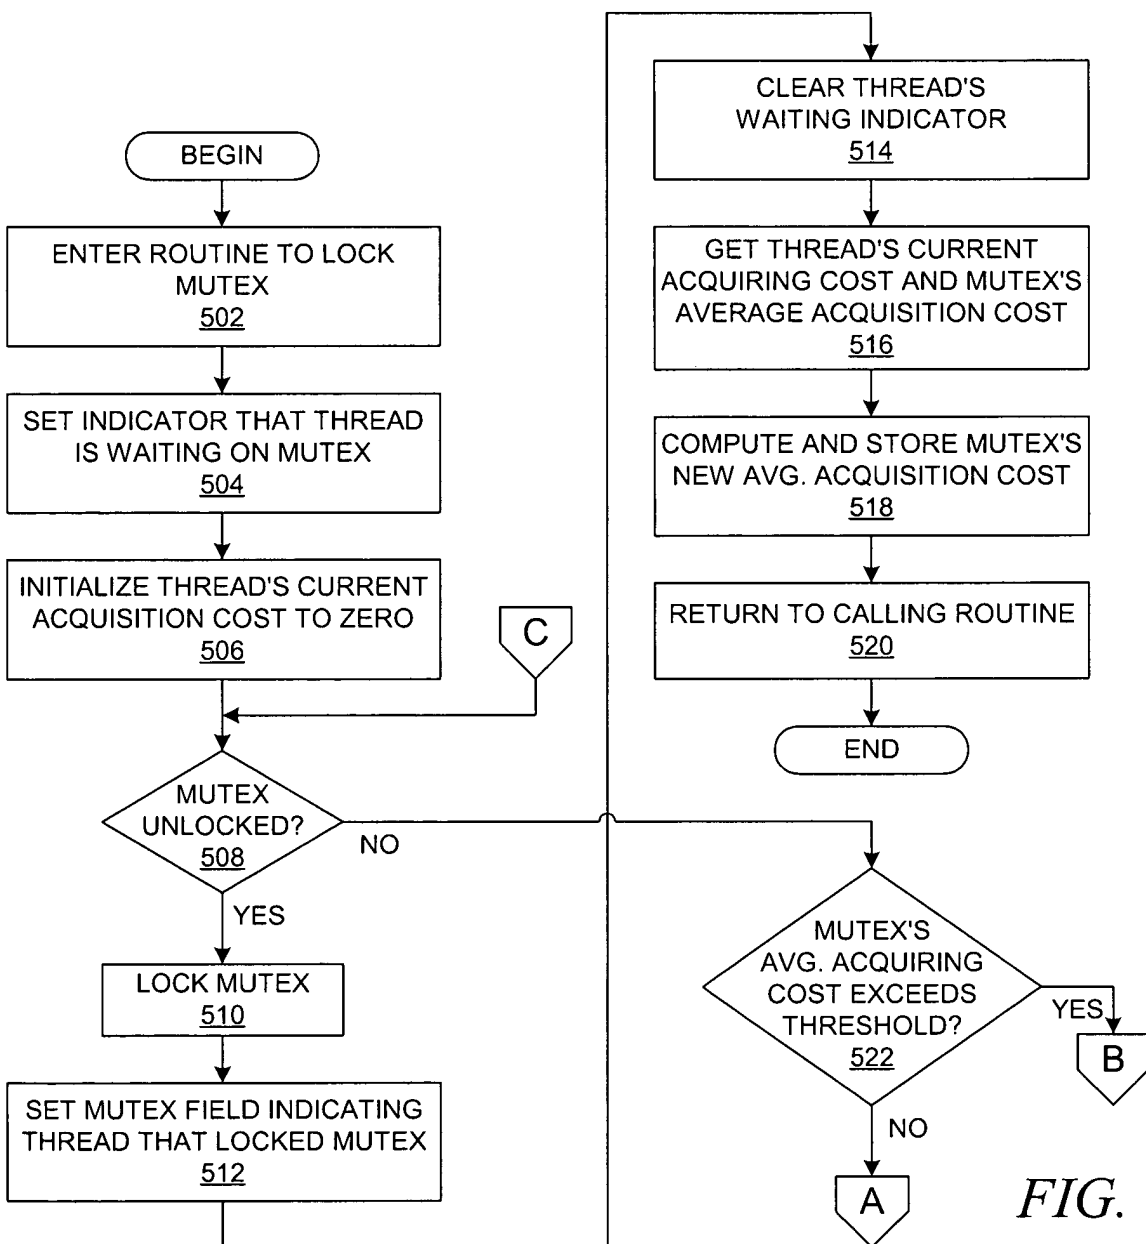 BEGIN
ENTER ROUTINE TO LOCK
MUTEX
502
SET INDICATOR THAT THREAD
IS WAITING ON MUTEX
504
INITIALIZE THREAD'S CURRENT
ACQUISITION COST TO ZERO
506
C
MUTEX
UNLOCKED?
508
NO
YES
LOCK MUTEX
510
SET MUTEX FIELD INDICATING
THREAD THAT LOCKED MUTEX
512
CLEAR THREAD'S
WAITING INDICATOR
514
GET THREAD'S CURRENT
ACQUIRING COST AND MUTEX'S
AVERAGE ACQUISITION COST
516
COMPUTE AND STORE MUTEX'S
NEW AVG. ACQUISITION COST
518
RETURN TO CALLING ROUTINE
520
END
MUTEX'S
AVG. ACQUIRING
COST EXCEEDS
THRESHOLD?
522
YES
B
NO
A
FIG.